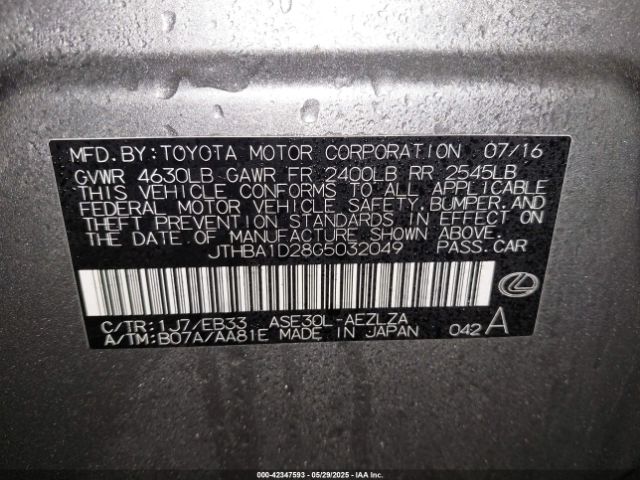 MFD. BY: TOYOTA MOTOR CORPORATION 07/16
GVWR 4630LB GAWR FR 2400LB RR 2545LB
THIS VEHICLE CONFORMS TO ALL APPLICABLE
FEDERAL MOTOR VEHICLE SAFETY, BUMPER, AND
THEFT PREVENTION STANDARDS IN EFFECT ON
THE DATE OF MANUFACTURE SHOWN ABOVE.
JTHBA1D28G5032049 PASS. CAR
C/TR: 1J7/EB33 ASE30L-AEZLZA
A/TM: B07A/AA81E MADE IN JAPAN 042 A
000-42347593 - 05/29/2025 - IAA Inc.